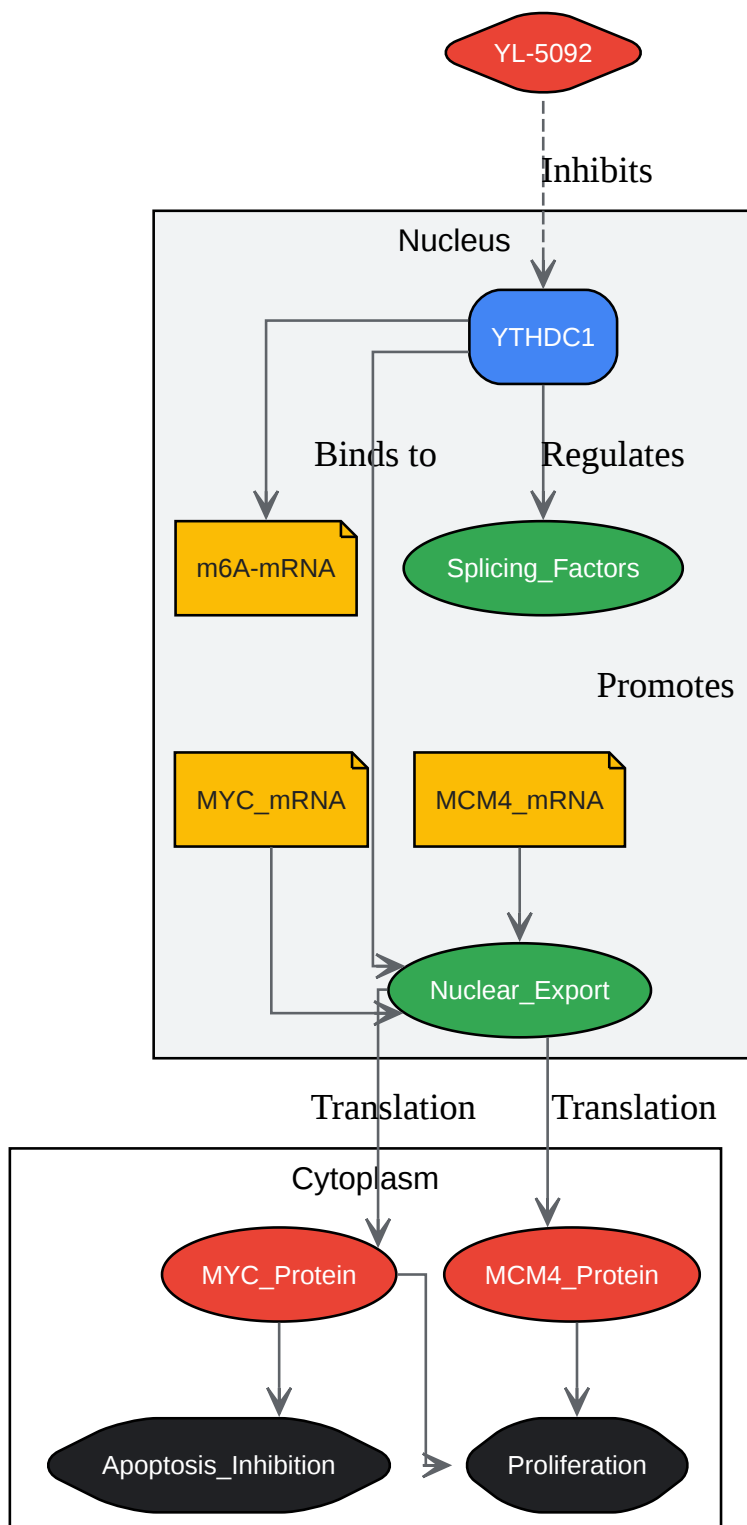 YL-5092
Inhibits
Nucleus
YTHDC1
Binds to
Regulates
m6A-mRNA
Splicing_Factors
Promotes
MYC_mRNA
MCM4_mRNA
Nuclear_Export
Translation
Translation
Cytoplasm
MYC_Protein
MCM4_Protein
Apoptosis_Inhibition
Proliferation